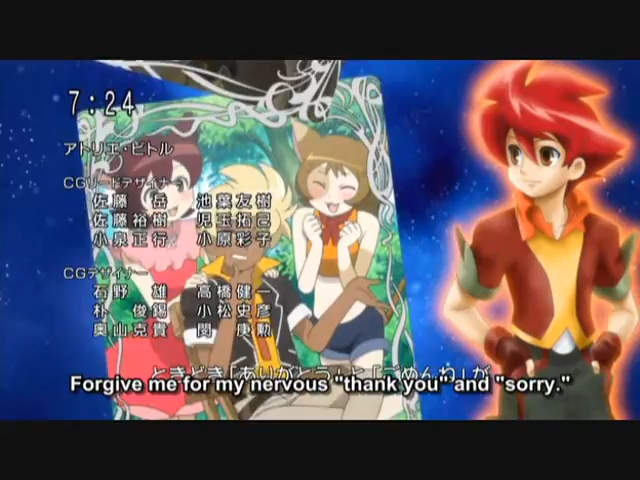 7:24
アトリエ・ビトル
CGリードデザイナー
佐藤 岳 池葉友樹
佐藤裕樹 児玉拓己
小泉正行 小原彩子
CGデザイナー
石野 雄 高橋健一
朴 俊錫 小松史彦
奥山克貴 関 庚勲
ときどき「ありがとう」と「ごめんね」が
Forgive me for my nervous "thank you" and "sorry."